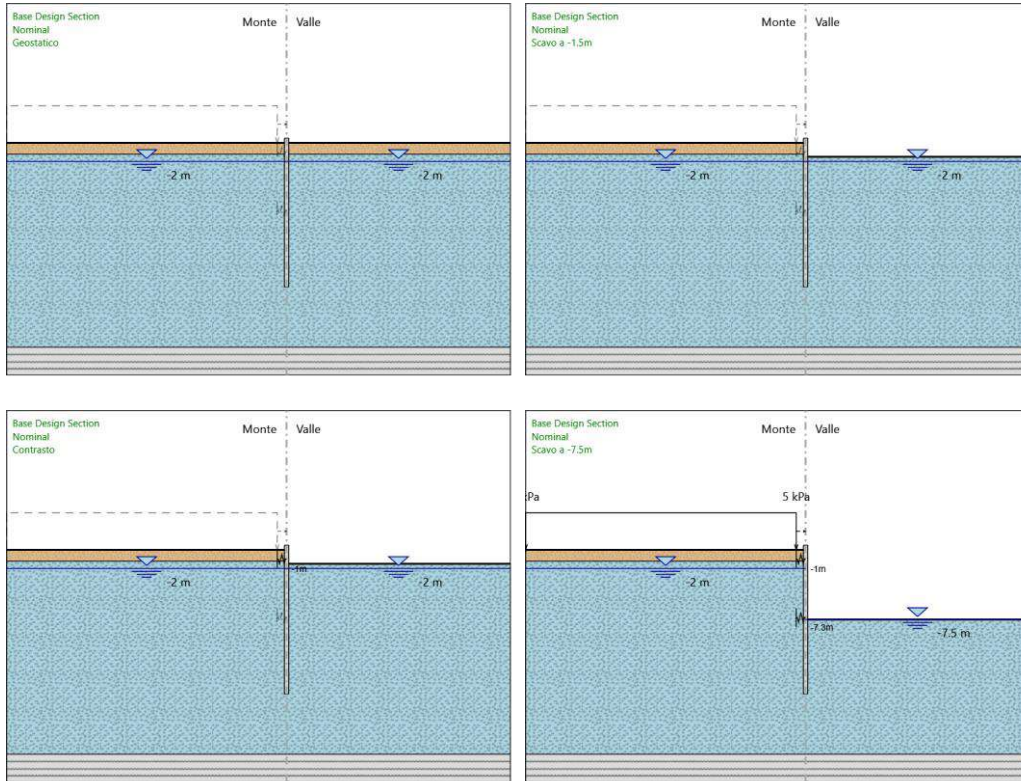 Base Design Section
Nominal
Geostatico
Monte
Valle
-2 m
-2 m
Base Design Section
Nominal
Scavo a -1.5m
Monte
Valle
-2 m
-2 m
Base Design Section
Nominal
Contrasto
Monte
Valle
-1m
-2 m
-2 m
Base Design Section
Nominal
Scavo a -7.5m
Monte
Valle
kPa
5 kPa
-1m
-2 m
-7.3m
-7.5 m